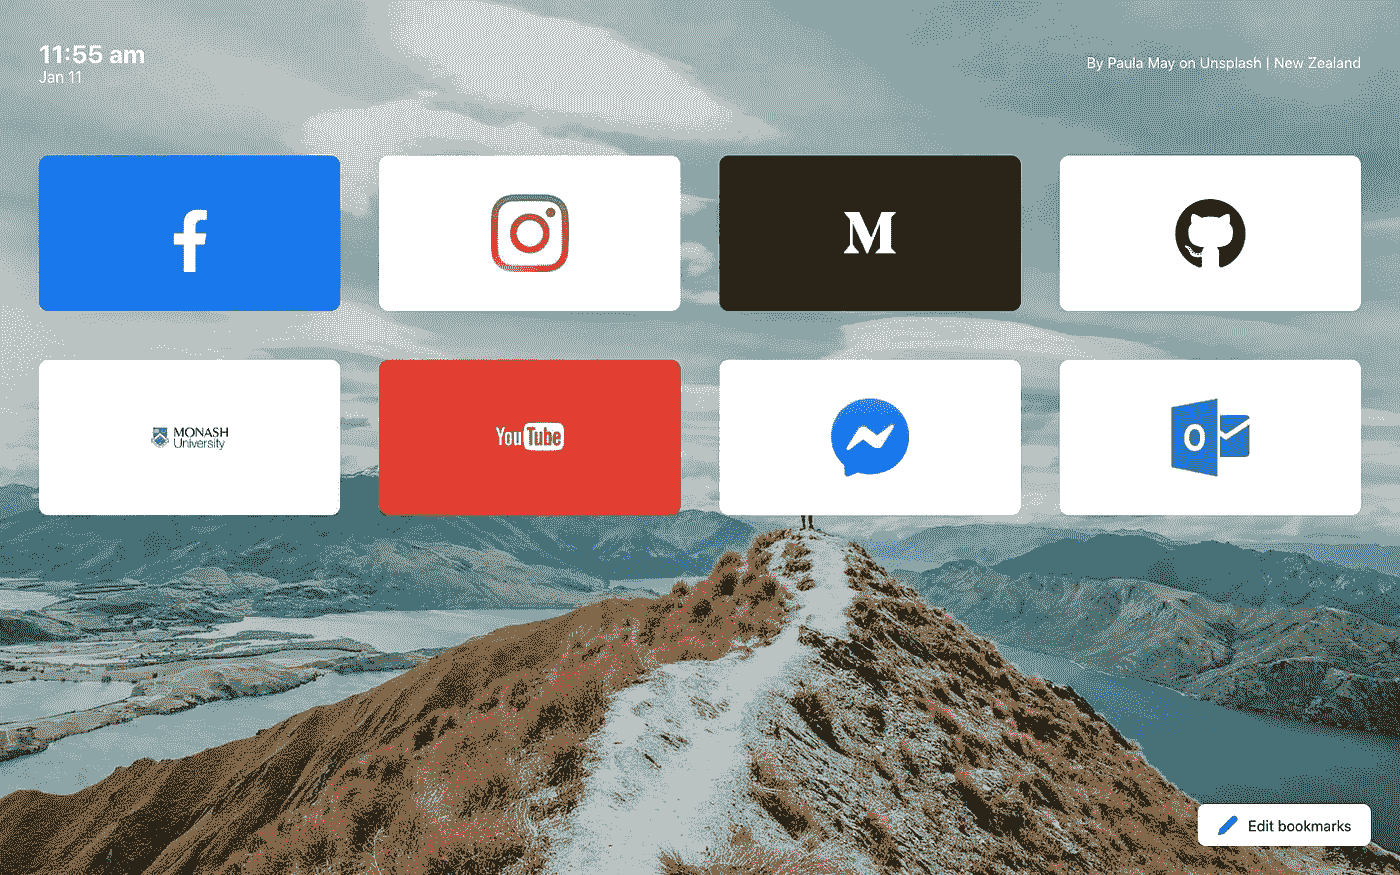 11:55 am
Jan 11
By Paula May on Unsplash | New Zealand
M
MONASH
University
YouTube
O
Edit bookmarks